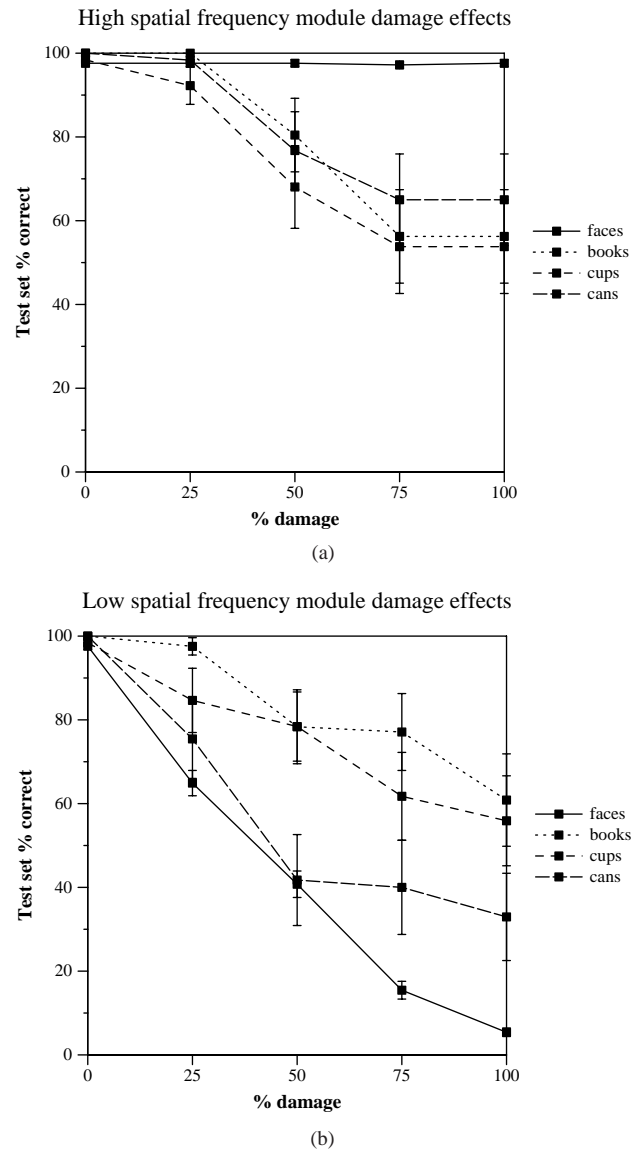 High spatial frequency module damage effects
100
80
60
40
20
0
Test set % correct
0 25 50 75 100
% damage
faces
books
cups
cans
(a)
Low spatial frequency module damage effects
100
80
60
40
20
0
Test set % correct
0 25 50 75 100
% damage
faces
books
cups
cans
(b)